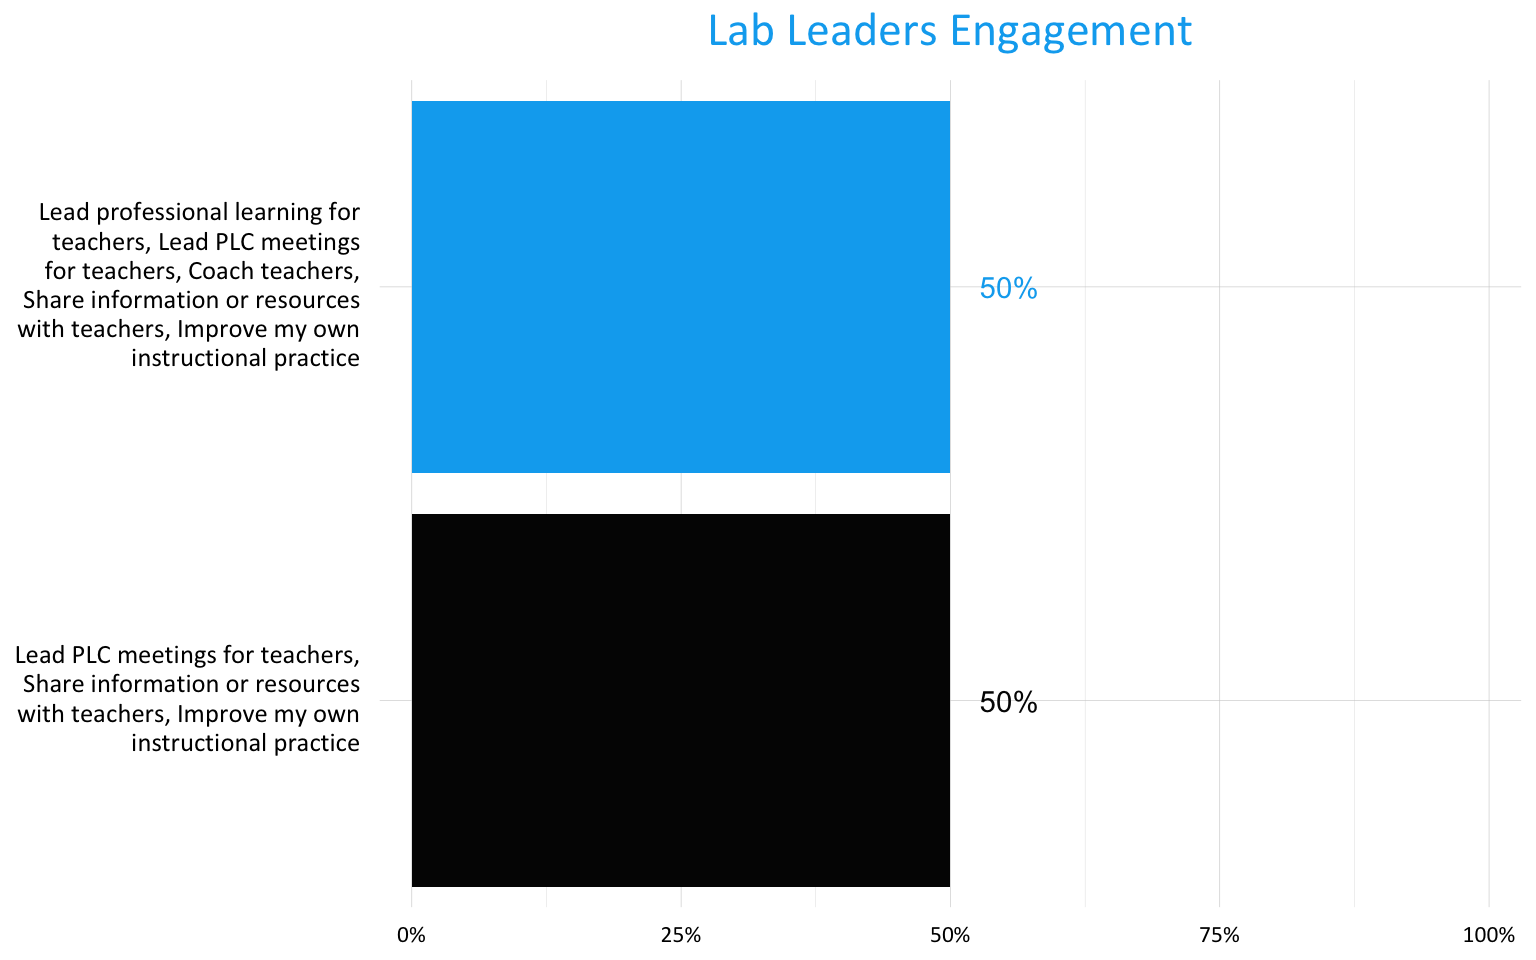 Lab Leaders Engagement
Lead professional learning for
teachers, Lead PLC meetings
for teachers, Coach teachers,
Share information or resources
with teachers, Improve my own
instructional practice
50%
Lead PLC meetings for teachers,
Share information or resources
with teachers, Improve my own
instructional practice
50%
0% 25% 50% 75% 100%